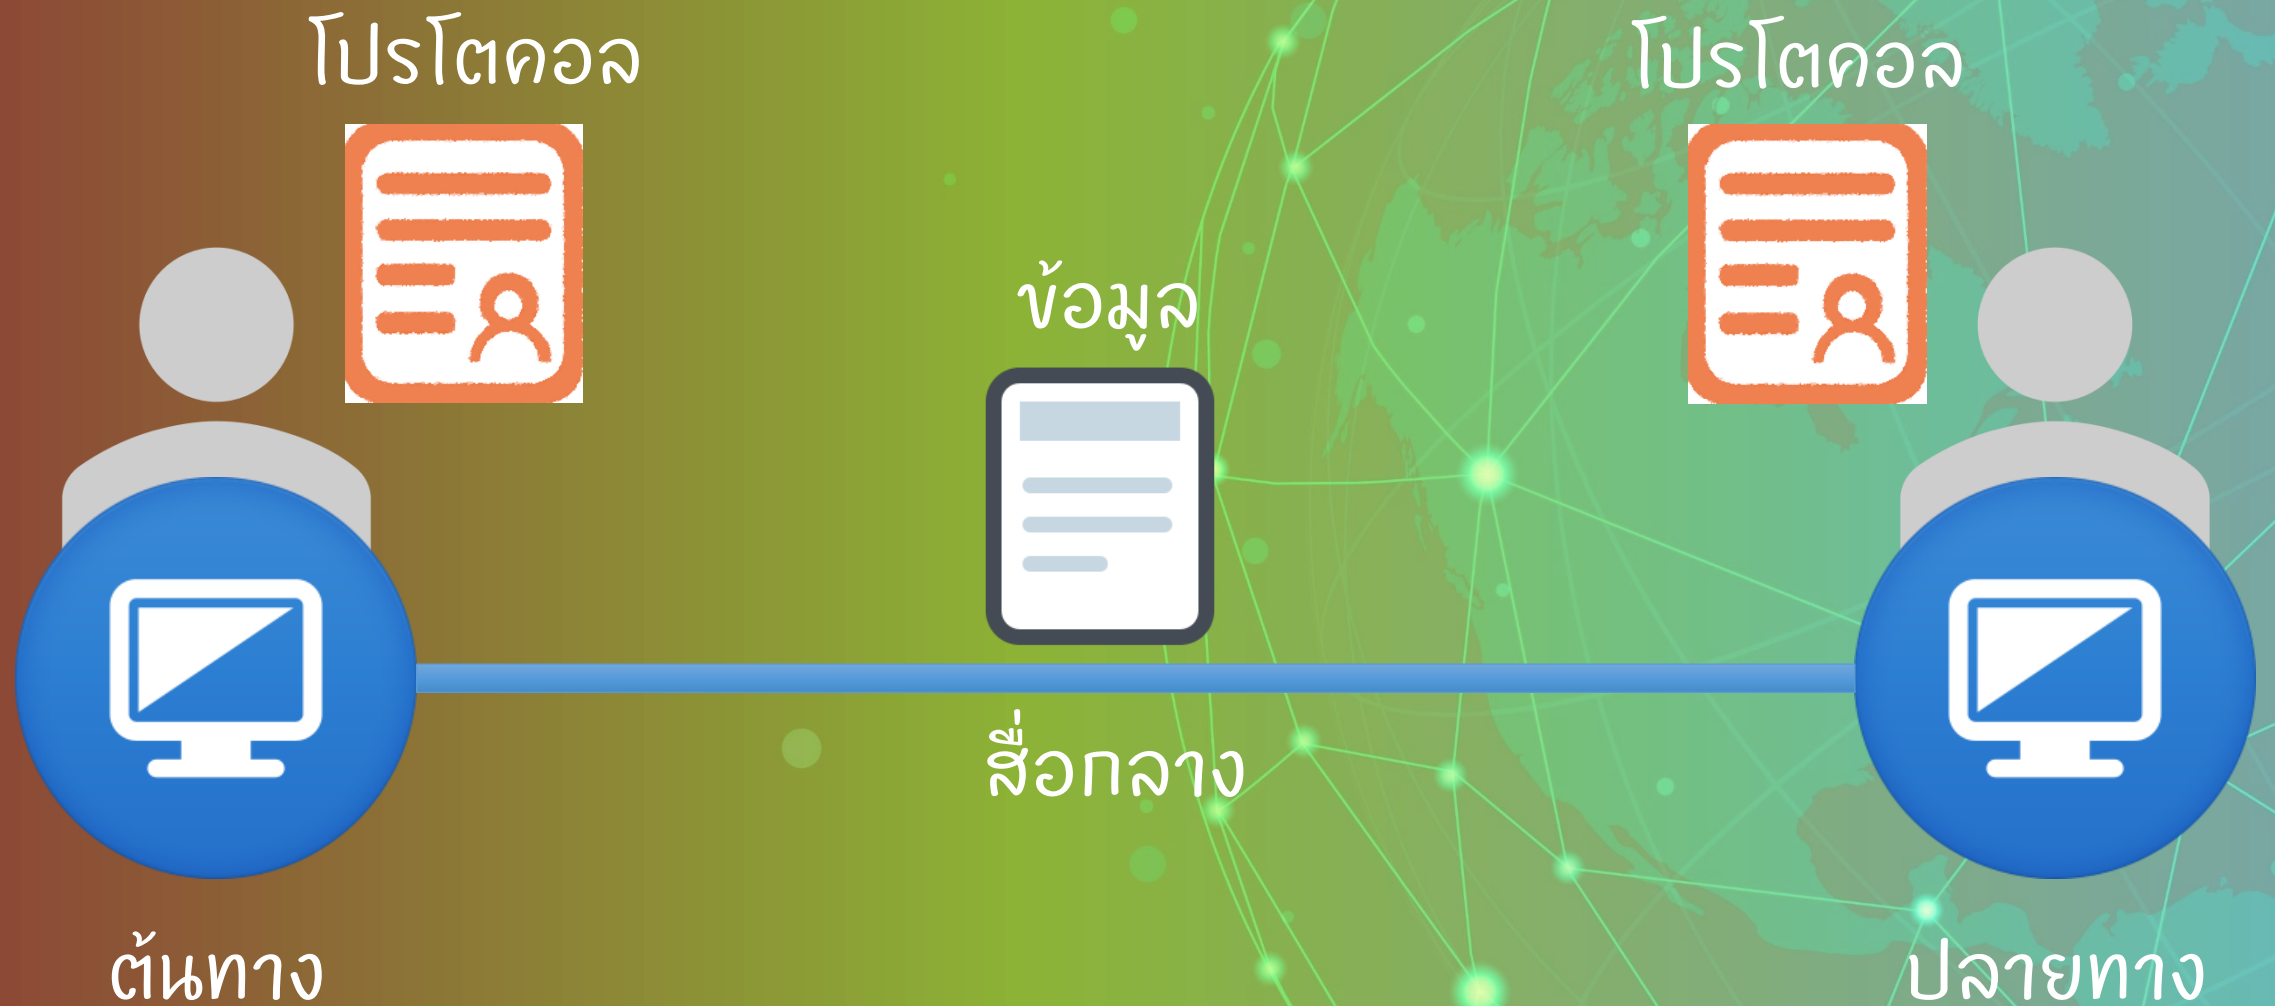 โปรโตคอล
โปรโตคอล
ข้อมูล
สื่อกลาง
ต้นทาง
ปลายทาง